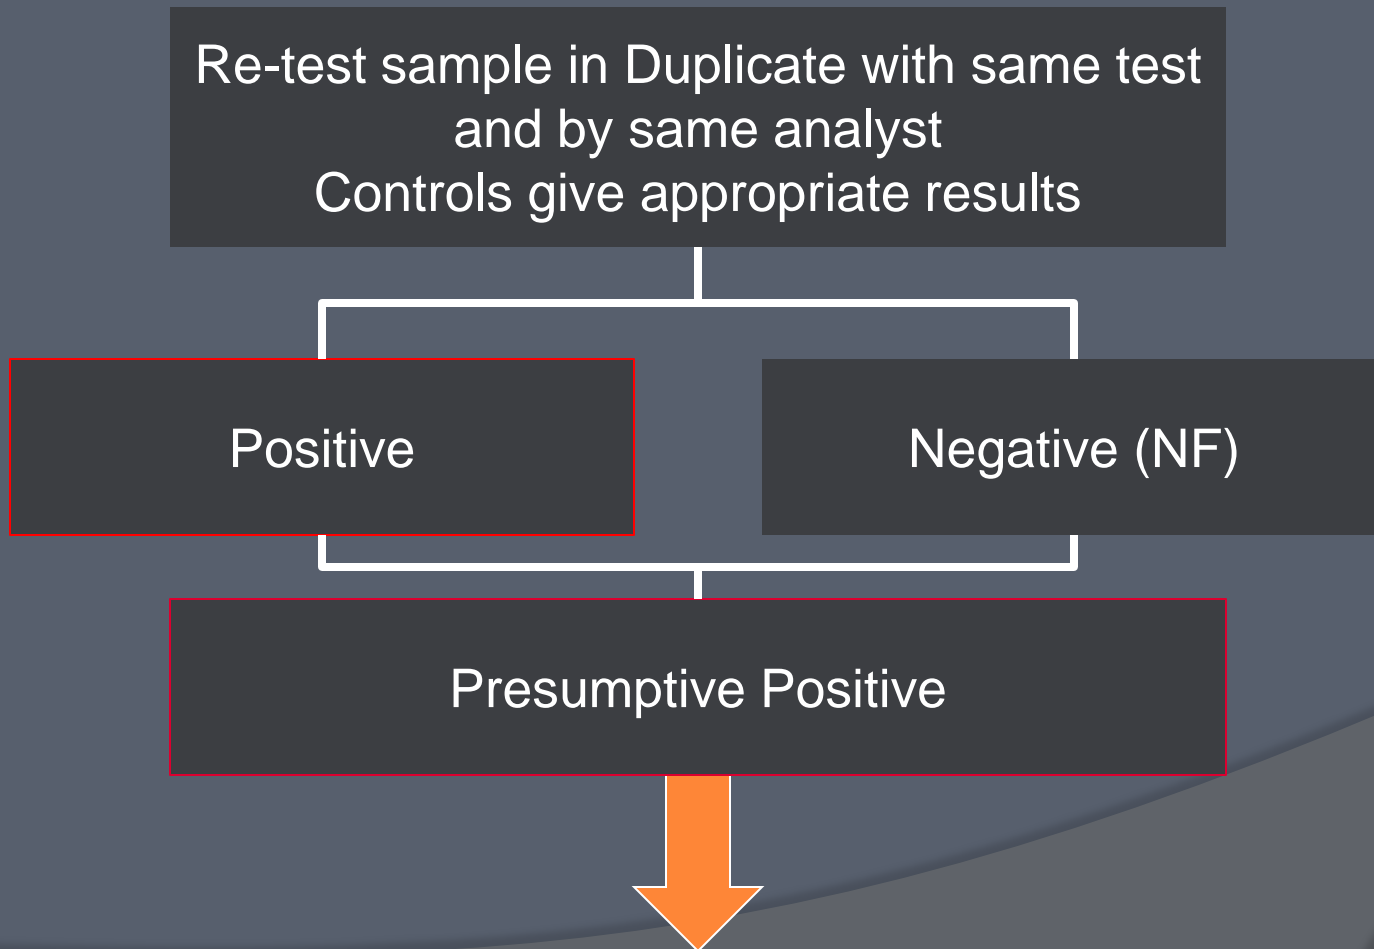 Re-test sample in Duplicate with same test
and by same analyst
Controls give appropriate results
Positive
Negative (NF)
Presumptive Positive